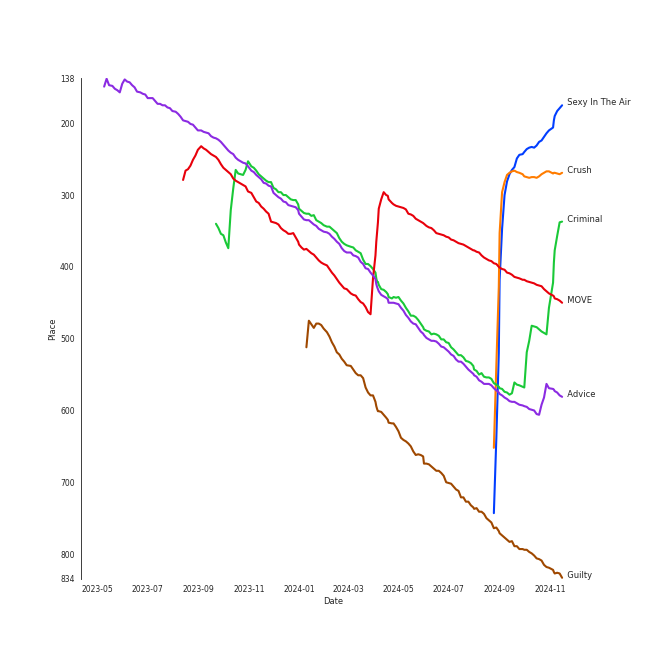 138
200
300
400
500
600
700
800
834
Place
2023-05 2023-07 2023-09 2023-11 2024-01 2024-03 2024-05 2024-07 2024-09 2024-11
Date
Sexy In The Air
Crush
Criminal
MOVE
Advice
Guilty